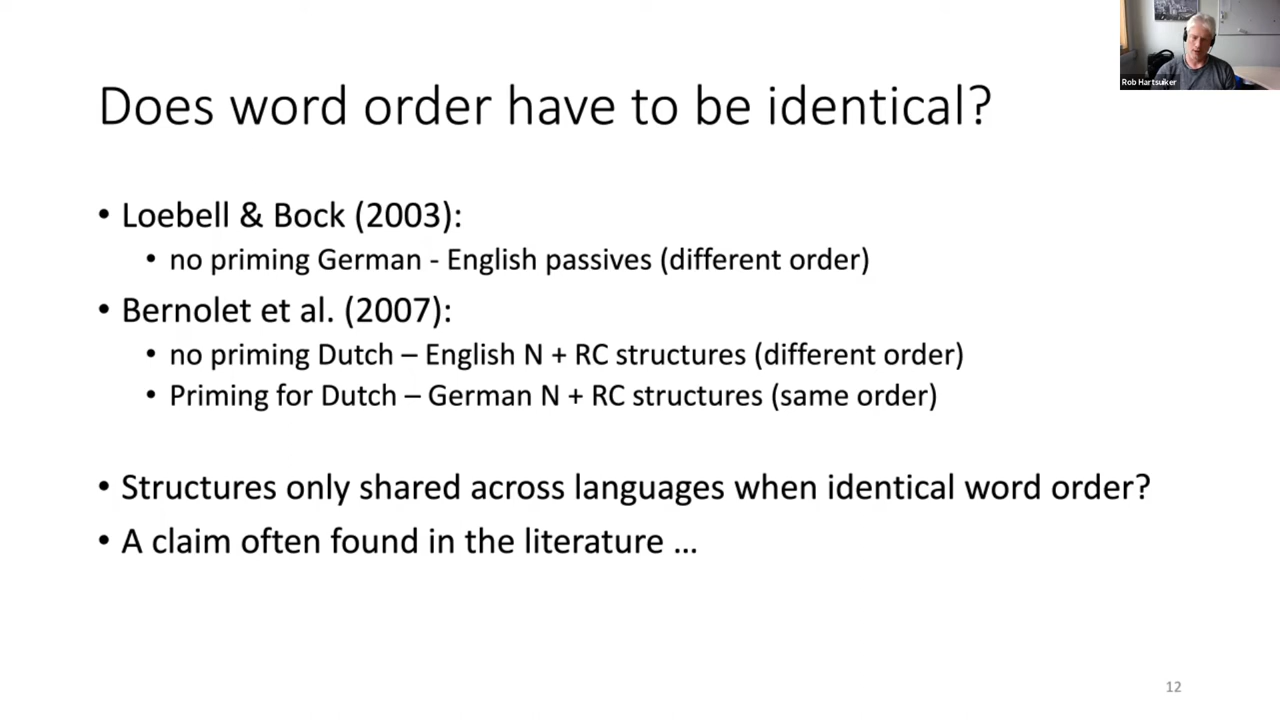 Rob Hartsuiker
Does word order have to be identical?
• Loebell & Bock (2003):
• no priming German - English passives (different order)
• Bernolet et al. (2007):
• no priming Dutch – English N + RC structures (different order)
• Priming for Dutch – German N + RC structures (same order)
• Structures only shared across languages when identical word order?
• A claim often found in the literature …
12